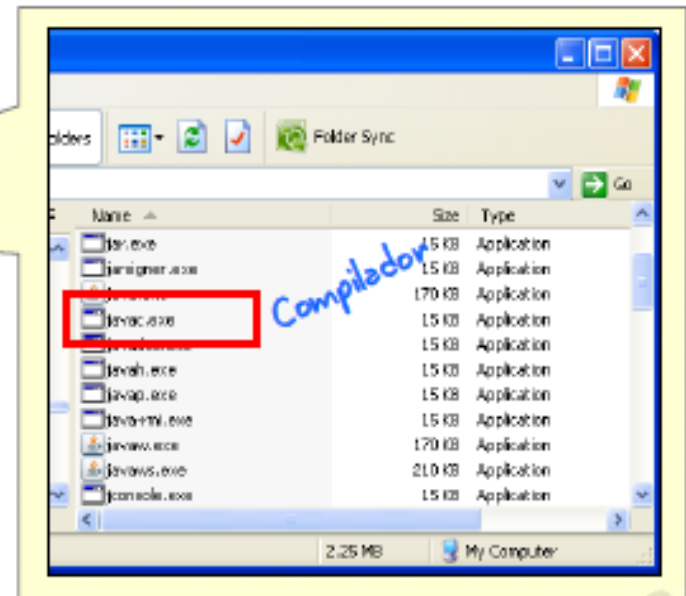 olders Folder Sync
Go
Name Size Type
jar.exe 15 KB Application
jarsigner.exe 15 KB Application
170 KB Application
javac.exe 15 KB Application
15 KB Application
javah.exe 15 KB Application
javap.exe 15 KB Application
java-rmi.exe 15 KB Application
javaw.exe 170 KB Application
javaws.exe 210 KB Application
jconsole.exe 15 KB Application
Compilador
2.25 MB My Computer